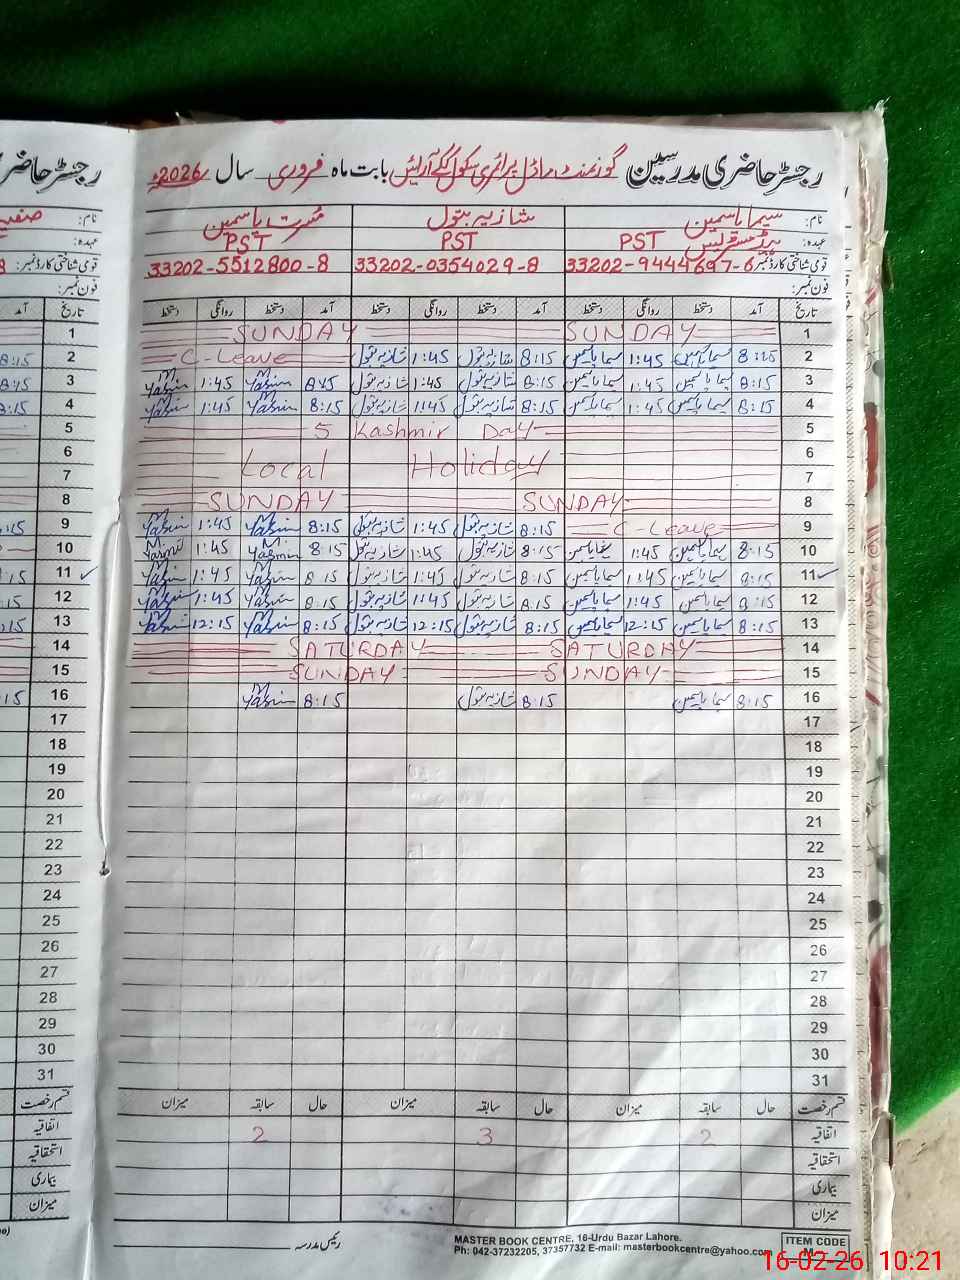 رجسٹر حاضری مدرسین گورنمنٹ ماڈل پرائمری سکول ککے آرائیں بابت ماہ فروری سال 2026ء
نام: سیما یاسمین شازیہ بتول مسرت یاسمین
عہدہ: ہیڈ مسٹریس PST PST PST
قومی شناختی کارڈ نمبر: 33202-9444697-6 33202-0354029-8 33202-5512800-8
فون نمبر:
تاریخ آمد دستخط روانگی دستخط آمد دستخط روانگی دستخط آمد دستخط روانگی دستخط
1 SUNDAY SUNDAY
2 8:15 سیما یاسمین 1:45 سیما یاسمین 8:15 شازیہ بتول 1:45 شازیہ بتول C-Leave
3 8:15 سیما یاسمین 1:45 سیما یاسمین 8:15 شازیہ بتول 1:45 شازیہ بتول 8:15 Yasmin 1:45 Yasmin
4 8:15 سیما یاسمین 1:45 سیما یاسمین 8:15 شازیہ بتول 1:45 شازیہ بتول 8:15 Yasmin 1:45 Yasmin
5 5 Kashmir Day
6 Local Holiday
7
8 SUNDAY SUNDAY
9 C-Leave 8:15 شازیہ بتول 1:45 شازیہ بتول 8:15 Yasmin 1:45 Yasmin
10 8:15 سیما یاسمین 1:45 سیما یاسمین 8:15 شازیہ بتول 1:45 شازیہ بتول 8:15 Yasmin 1:45 Yasmin
11 8:15 سیما یاسمین 1:45 سیما یاسمین 8:15 شازیہ بتول 1:45 شازیہ بتول 8:15 Yasmin 1:45 Yasmin
12 8:15 سیما یاسمین 1:45 سیما یاسمین 8:15 شازیہ بتول 1:45 شازیہ بتول 8:15 Yasmin 1:45 Yasmin
13 8:15 سیما یاسمین 12:15 سیما یاسمین 8:15 شازیہ بتول 12:15 شازیہ بتول 8:15 Yasmin 12:15 Yasmin
14 SATURDAY SATURDAY
15 SUNDAY SUNDAY
16 8:15 سیما یاسمین 8:15 شازیہ بتول 8:15 Yasmin
17
18
19
20
21
22
23
24
25
26
27
28
29
30
31
قسم رخصت حال سابقہ میزان حال سابقہ میزان حال سابقہ میزان
اتفاقیہ 2 3 2
استحقاقیہ
بیماری
میزان
رئیس مدرسہ
MASTER BOOK CENTRE, 16-Urdu Bazar Lahore.
Ph: 042-37232205, 37357732 E-mail: masterbookcentre@yahoo.com
ITEM CODE
16-02-26 10:21